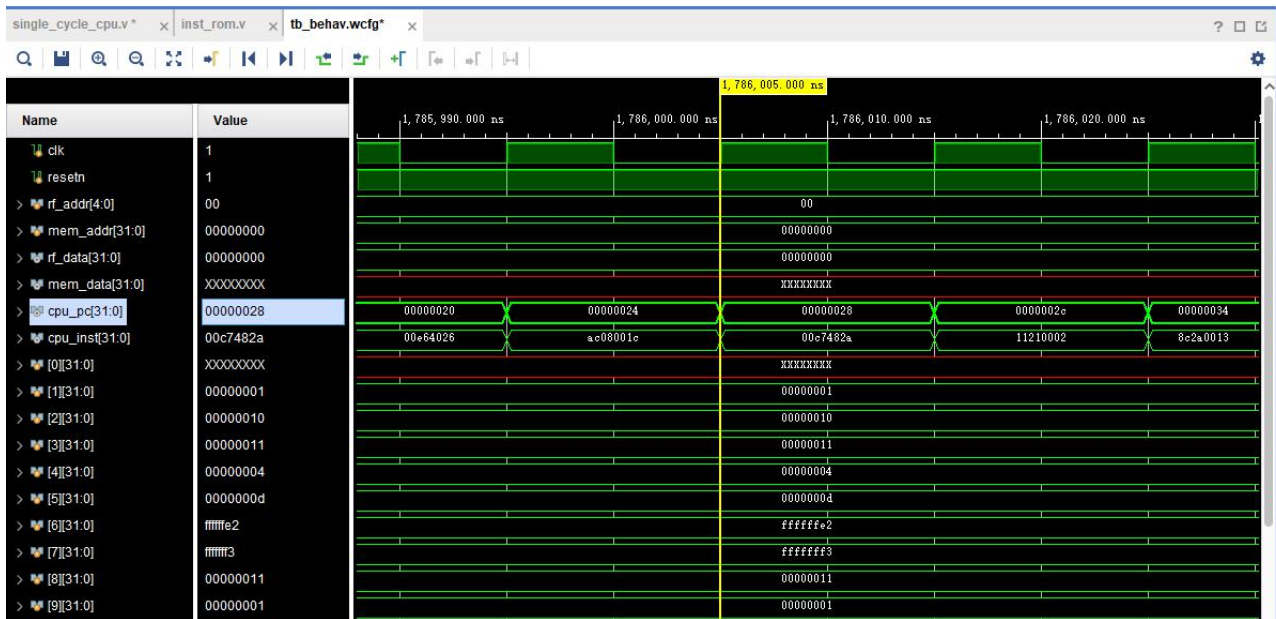 single_cycle_cpu.v* × inst_rom.v × tb_behav.wcfg* ×
1,786,005.000 ns
Name Value 1,785,990.000 ns 1,786,000.000 ns 1,786,010.000 ns 1,786,020.000 ns
clk 1
resetn 1
rf_addr[4:0] 00 00
mem_addr[31:0] 00000000 00000000
rf_data[31:0] 00000000 00000000
mem_data[31:0] XXXXXXXX XXXXXXXX
cpu_pc[31:0] 00000028 00000020 00000024 00000028 0000002c 00000034
cpu_inst[31:0] 00c7482a 00e64026 ac08001c 00c7482a 11210002 8c2a0013
[0][31:0] XXXXXXXX XXXXXXXX
[1][31:0] 00000001 00000001
[2][31:0] 00000010 00000010
[3][31:0] 00000011 00000011
[4][31:0] 00000004 00000004
[5][31:0] 0000000d 0000000d
[6][31:0] ffffffe2 ffffffe2
[7][31:0] fffffff3 fffffff3
[8][31:0] 00000011 00000011
[9][31:0] 00000001 00000001